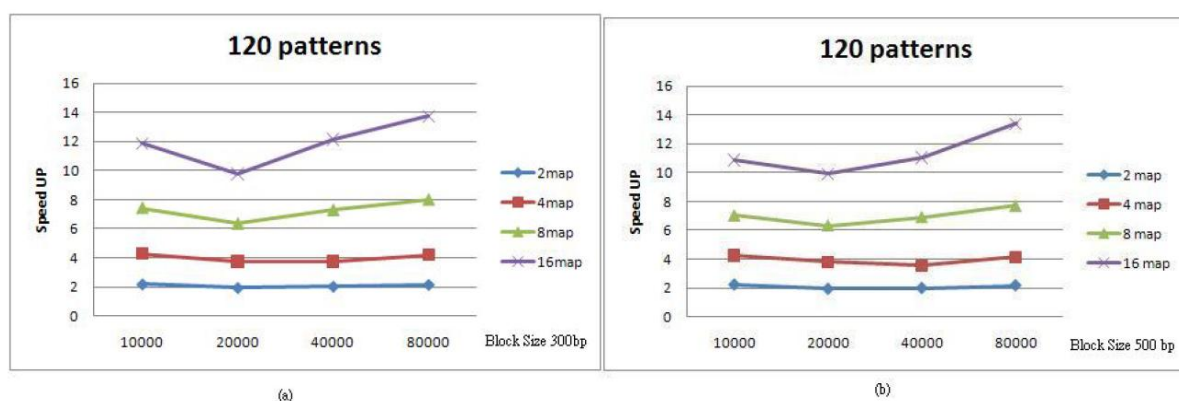 120 patterns
Speed UP
16
14
12
10
8
6
4
2
0
10000 20000 40000 80000
Block Size 300bp
2map
4map
8map
16map
(a)
120 patterns
Speed UP
16
14
12
10
8
6
4
2
0
10000 20000 40000 80000
Block Size 500 bp
2 map
4 map
8 map
16 map
(b)